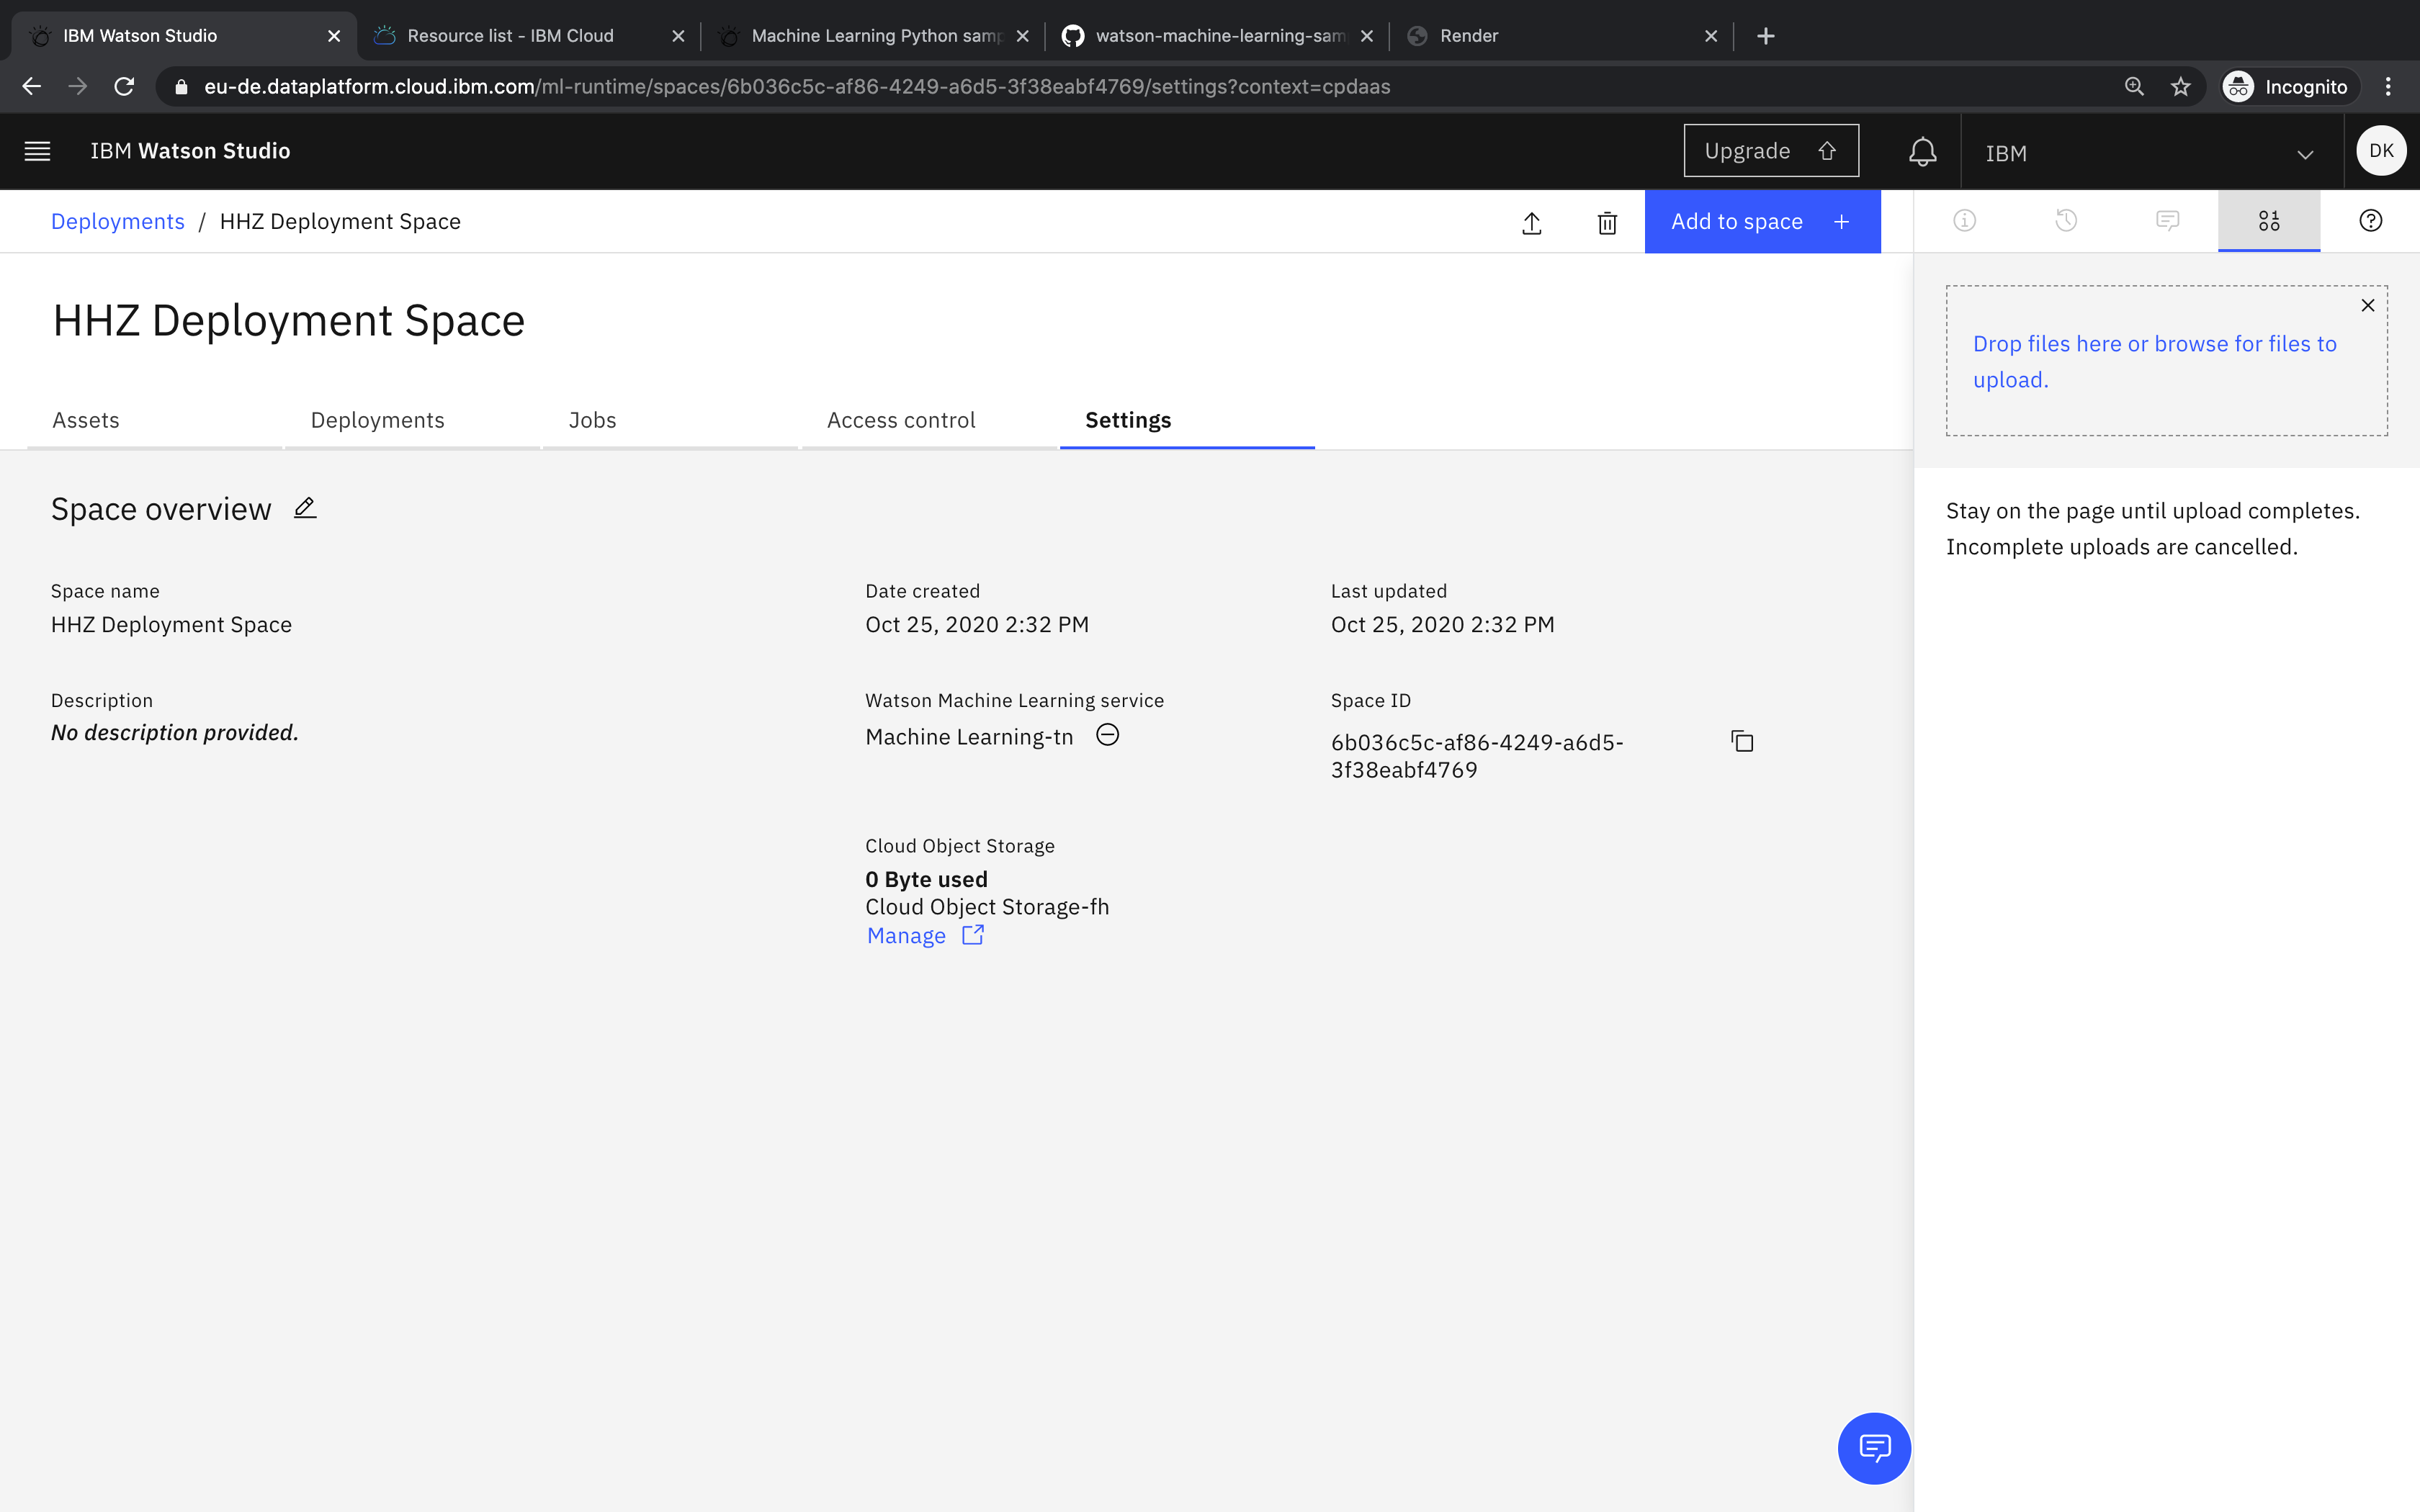 IBM Watson Studio
Resource list - IBM Cloud
Machine Learning Python samp
watson-machine-learning-sam
Render
eu-de.dataplatform.cloud.ibm.com/ml-runtime/spaces/6b036c5c-af86-4249-a6d5-3f38eabf4769/settings?context=cpdaas
Incognito
IBM Watson Studio
Upgrade
IBM
DK
Deployments / HHZ Deployment Space
Add to space +
HHZ Deployment Space
Drop files here or browse for files to
upload.
Assets
Deployments
Jobs
Access control
Settings
Stay on the page until upload completes.
Incomplete uploads are cancelled.
Space overview
Space name
HHZ Deployment Space
Date created
Oct 25, 2020 2:32 PM
Last updated
Oct 25, 2020 2:32 PM
Description
No description provided.
Watson Machine Learning service
Machine Learning-tn
Space ID
6b036c5c-af86-4249-a6d5-
3f38eabf4769
Cloud Object Storage
0 Byte used
Cloud Object Storage-fh
Manage